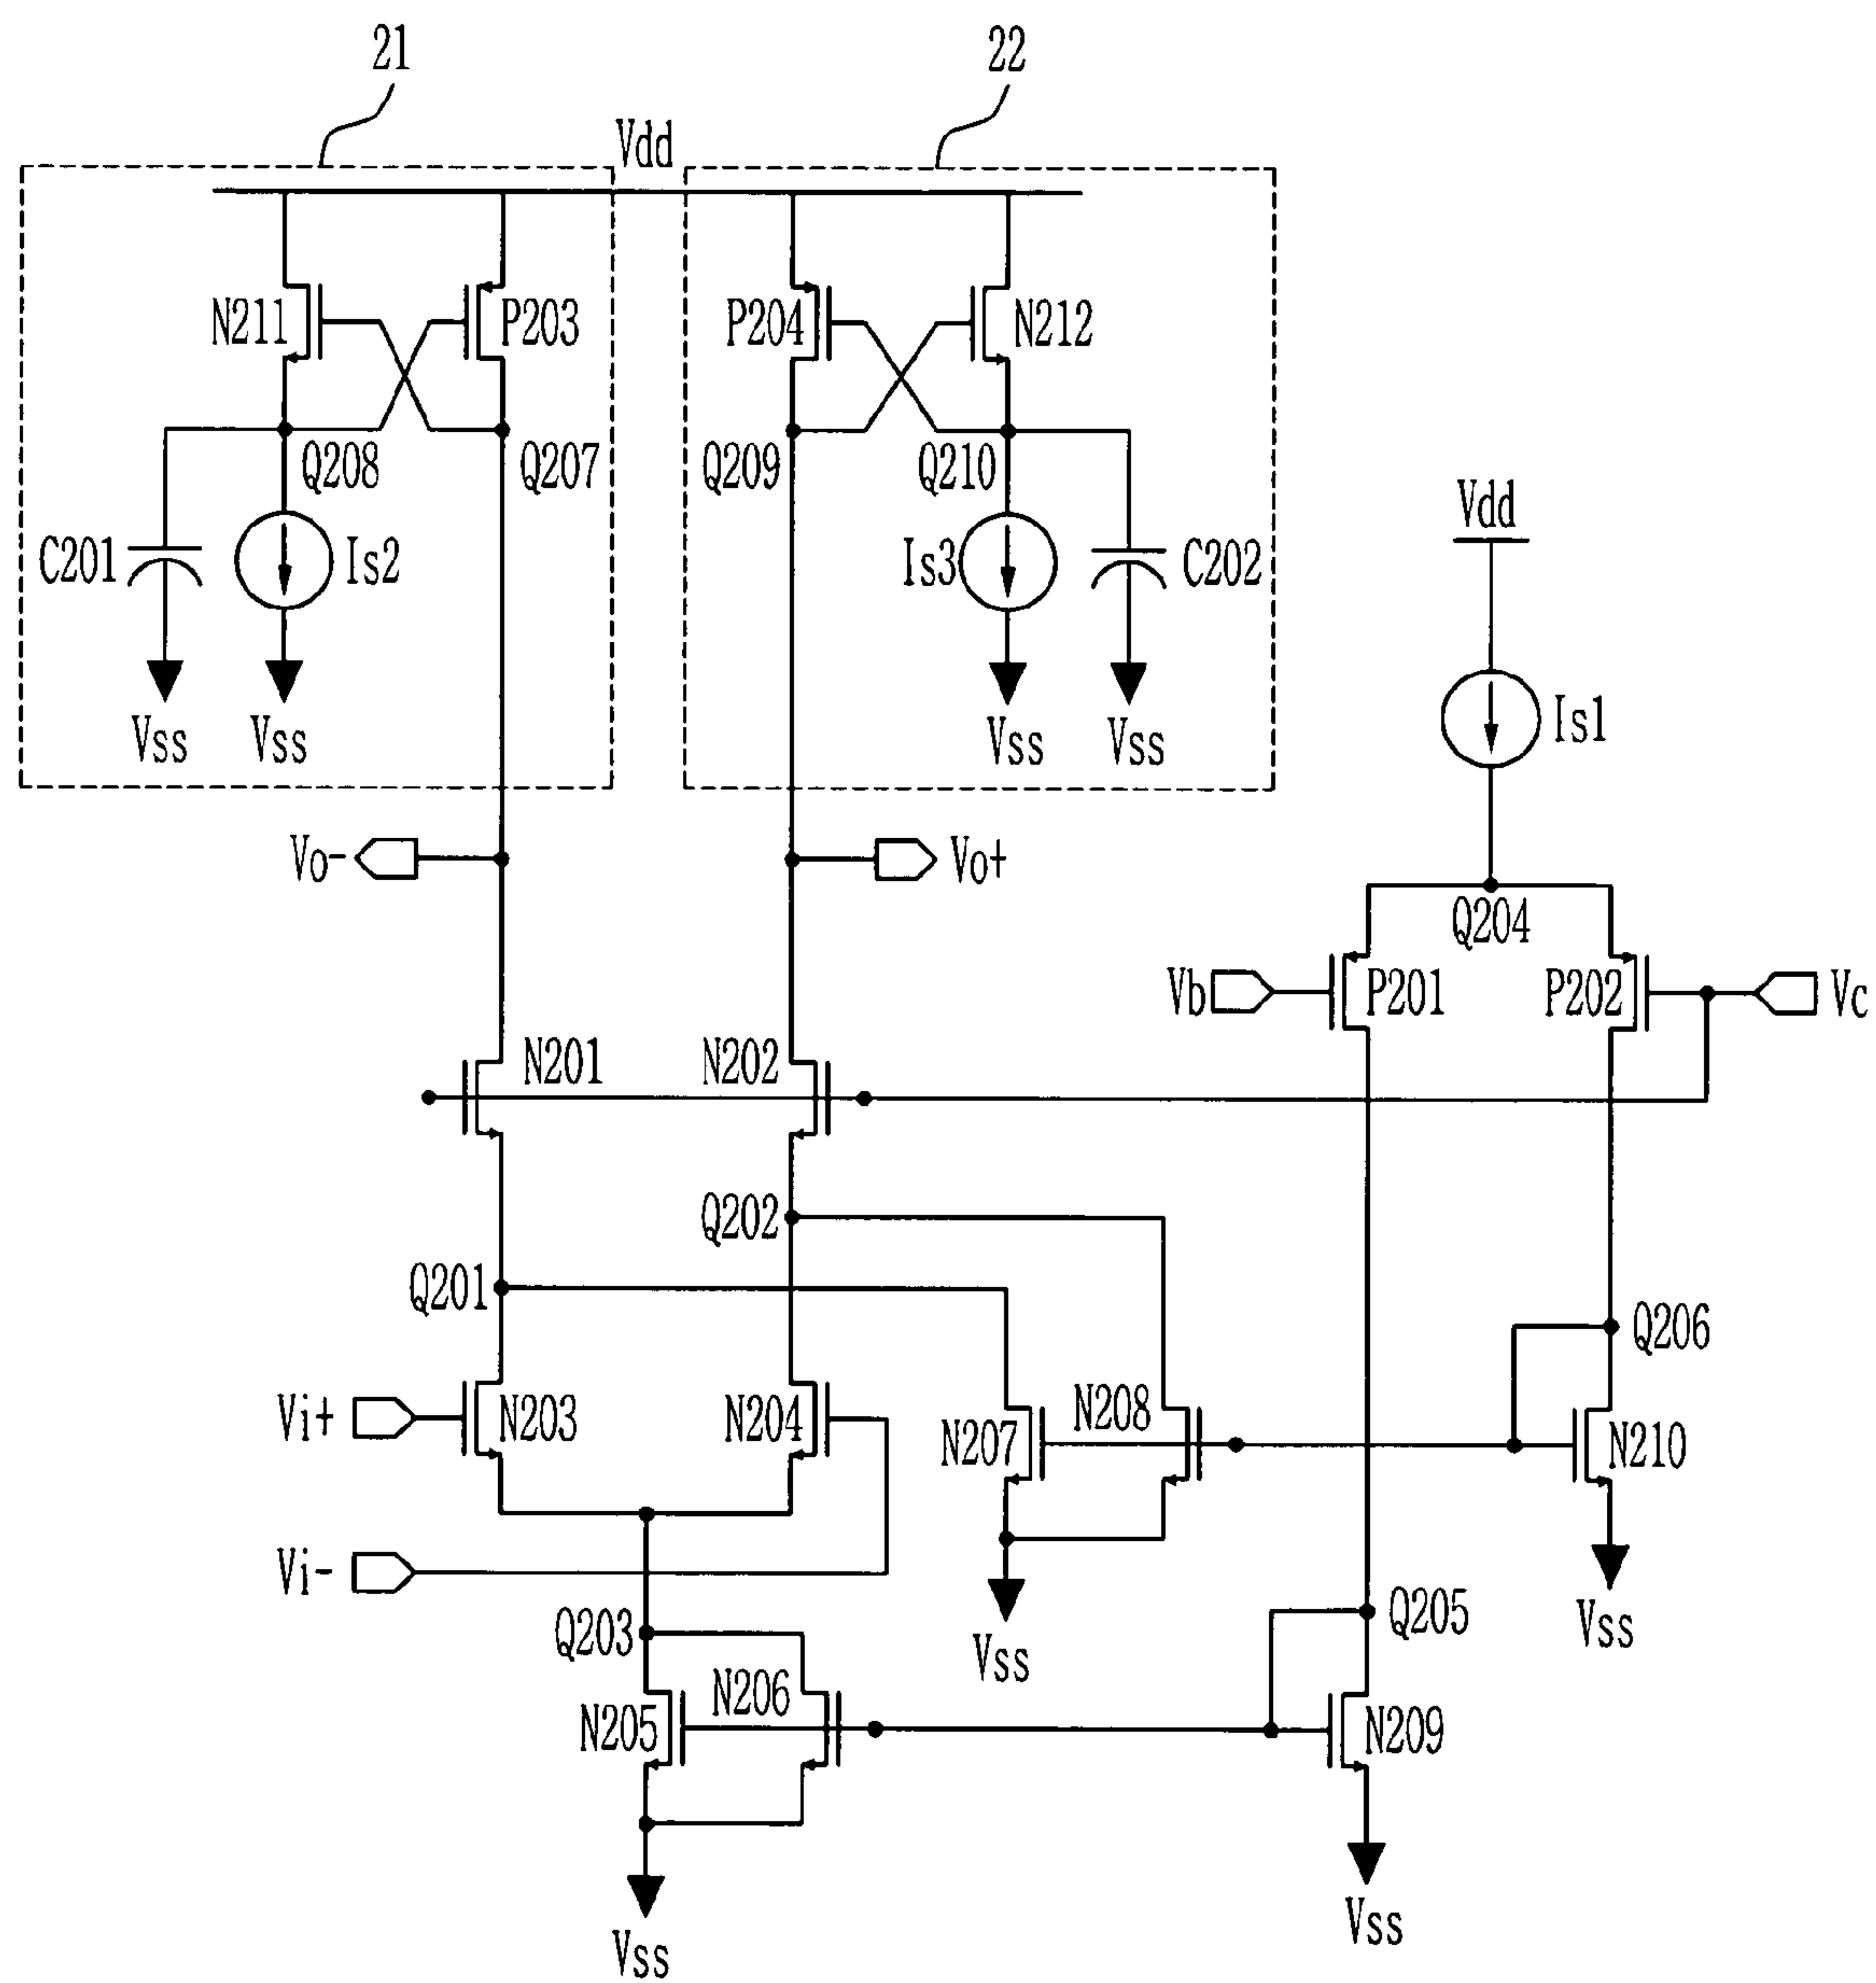 21
22
Vdd
N211
P203
P204
N212
Q208
Q207
Q209
Q210
Vdd
C201
Is2
Is3
C202
Vss
Vss
Vss
Vss
Is1
Vo-
Vo+
Q204
Vb
P201
P202
Vc
N201
N202
Q202
Q201
Q206
Vi+
N203
N204
N207
N208
N210
Vi-
Q203
Vss
Q205
Vss
N205
N206
N209
Vss
Vss